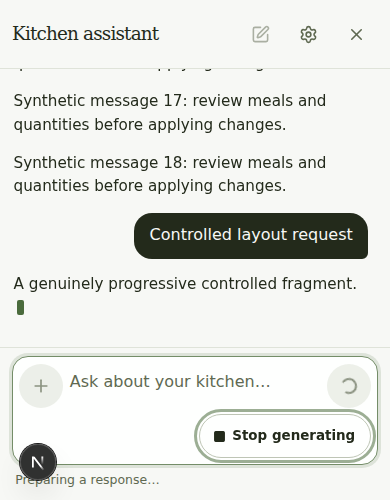 Kitchen assistant
Synthetic message 17: review meals and
quantities before applying changes.
Synthetic message 18: review meals and
quantities before applying changes.
Controlled layout request
A genuinely progressive controlled fragment.
Ask about your kitchen…
Stop generating
N
Preparing a response…